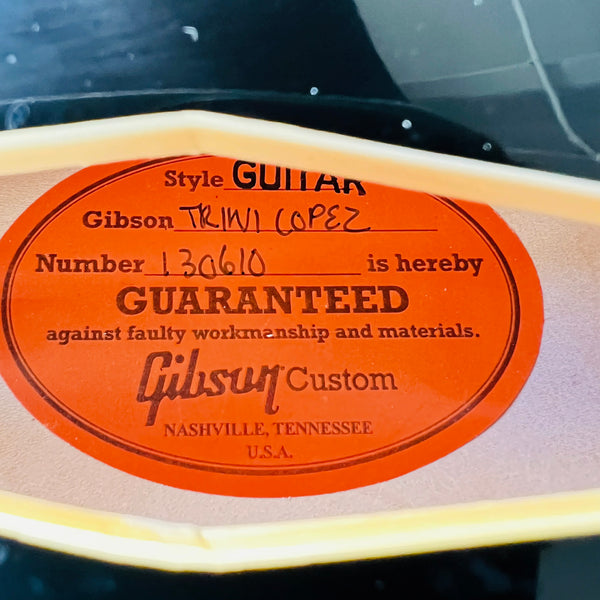 Style GUITAR
Gibson TRINI LOPEZ
Number 130610 is hereby
GUARANTEED
against faulty workmanship and materials.
Gibson Custom
NASHVILLE, TENNESSEE
U.S.A.